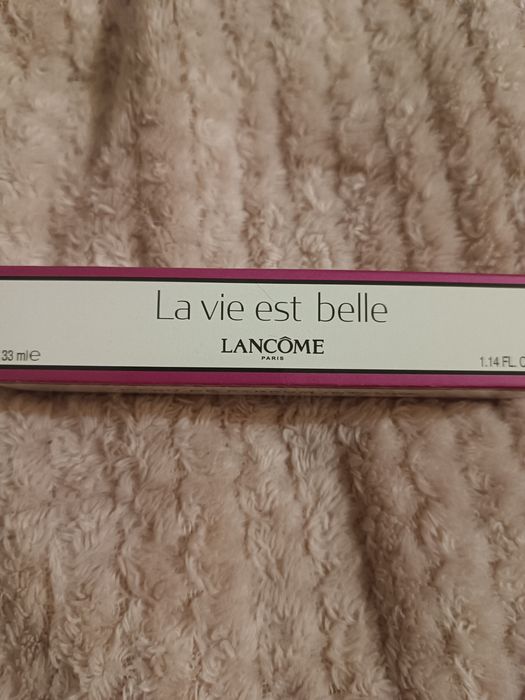 La vie est belle
LANCÔME
PARIS
33 ml℮
1.14 FL.